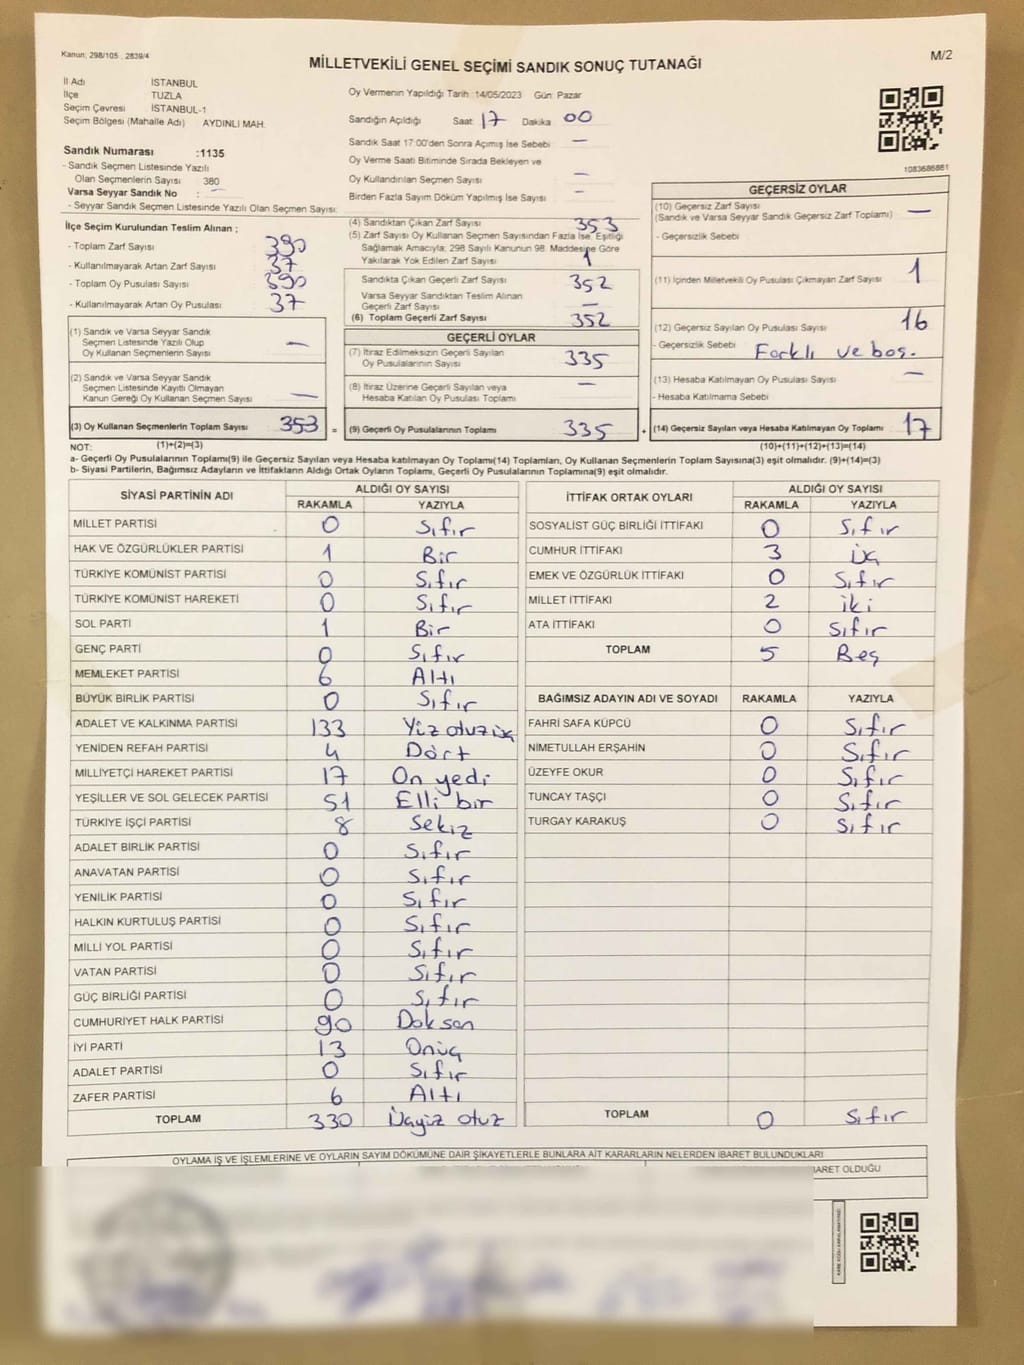 Kanun; 298/105 , 2839/4
M/2
MİLLETVEKİLİ GENEL SEÇİMİ SANDIK SONUÇ TUTANAĞI
İl Adı İSTANBUL
İlçe TUZLA
Seçim Çevresi İSTANBUL-1
Seçim Bölgesi (Mahalle Adı) AYDINLI MAH.
Sandık Numarası :1135
- Sandık Seçmen Listesinde Yazılı
Olan Seçmenlerin Sayısı 380
Varsa Seyyar Sandık No : —
- Seyyar Sandık Seçmen Listesinde Yazılı Olan Seçmen Sayısı:
Oy Vermenin Yapıldığı Tarih :14/05/2023 Gün: Pazar
Sandığın Açıldığı Saat: 17 Dakika: 00
Sandık Saat 17:00'den Sonra Açımış İse Sebebi —
Oy Verme Saati Bitiminde Sırada Bekleyen ve
Oy Kullandırılan Seçmen Sayısı —
Birden Fazla Sayım Döküm Yapılmış İse Sayısı —
1083686861
İlçe Seçim Kurulundan Teslim Alınan ;
- Toplam Zarf Sayısı 390
- Kullanılmayarak Artan Zarf Sayısı 37
- Toplam Oy Pusulası Sayısı 390
- Kullanılmayarak Artan Oy Pusulası 37
(1) Sandık ve Varsa Seyyar Sandık
Seçmen Listesinde Yazılı Olup
Oy Kullanan Seçmenlerin Sayısı —
(2) Sandık ve Varsa Seyyar Sandık
Seçmen Listesinde Kayıtlı Olmayan
Kanun Gereği Oy Kullanan Seçmen Sayısı —
(3) Oy Kullanan Seçmenlerin Toplam Sayısı 353 =
(1)+(2)=(3)
(4) Sandıktan Çıkan Zarf Sayısı 353
(5) Zarf Sayısı Oy Kullanan Seçmen Sayısından Fazla İse, Eşitliği
Sağlamak Amacıyla; 298 Sayılı Kanunun 98. Maddesine Göre
Yakılarak Yok Edilen Zarf Sayısı 1
Sandıkta Çıkan Geçerli Zarf Sayısı 352
Varsa Seyyar Sandıktan Teslim Alınan
Geçerli Zarf Sayısı —
(6) Toplam Geçerli Zarf Sayısı 352
GEÇERLİ OYLAR
(7) İtiraz Edilmeksizin Geçerli Sayılan
Oy Pusulalarının Sayısı 335
(8) İtiraz Üzerine Geçerli Sayılan veya
Hesaba Katılan Oy Pusulası Toplamı —
(9) Geçerli Oy Pusulalarının Toplamı 335 +
GEÇERSİZ OYLAR
(10) Geçersiz Zarf Sayısı
(Sandık ve Varsa Seyyar Sandık Geçersiz Zarf Toplamı) —
- Geçersizlik Sebebi
(11) İçinden Milletvekili Oy Pusulası Çıkmayan Zarf Sayısı 1
(12) Geçersiz Sayılan Oy Pusulası Sayısı 16
- Geçersizlik Sebebi Farklı ve boş.
(13) Hesaba Katılmayan Oy Pusulası Sayısı —
- Hesaba Katılmama Sebebi
(14) Geçersiz Sayılan veya Hesaba Katılmayan Oy Toplamı 17
(10)+(11)+(12)+(13)=(14)
NOT:
a- Geçerli Oy Pusulalarının Toplamı(9) ile Geçersiz Sayılan veya Hesaba katılmayan Oy Toplamı(14) Toplamları, Oy Kullanan Seçmenlerin Toplam Sayısına(3) eşit olmalıdır. (9)+(14)=(3)
b- Siyasi Partilerin, Bağımsız Adayların ve İttifakların Aldığı Ortak Oyların Toplamı, Geçerli Oy Pusulalarının Toplamına(9) eşit olmalıdır.
SİYASİ PARTİNİN ADI ALDIĞI OY SAYISI
RAKAMLA YAZIYLA
MİLLET PARTİSİ 0 Sıfır
HAK VE ÖZGÜRLÜKLER PARTİSİ 1 Bir
TÜRKİYE KOMÜNİST PARTİSİ 0 Sıfır
TÜRKİYE KOMÜNİST HAREKETİ 0 Sıfır
SOL PARTİ 1 Bir
GENÇ PARTİ 0 Sıfır
MEMLEKET PARTİSİ 6 Altı
BÜYÜK BİRLİK PARTİSİ 0 Sıfır
ADALET VE KALKINMA PARTİSİ 133 Yüz otuz üç
YENİDEN REFAH PARTİSİ 4 Dört
MİLLİYETÇİ HAREKET PARTİSİ 17 On yedi
YEŞİLLER VE SOL GELECEK PARTİSİ 51 Elli bir
TÜRKİYE İŞÇİ PARTİSİ 8 Sekiz
ADALET BİRLİK PARTİSİ 0 Sıfır
ANAVATAN PARTİSİ 0 Sıfır
YENİLİK PARTİSİ 0 Sıfır
HALKIN KURTULUŞ PARTİSİ 0 Sıfır
MİLLİ YOL PARTİSİ 0 Sıfır
VATAN PARTİSİ 0 Sıfır
GÜÇ BİRLİĞİ PARTİSİ 0 Sıfır
CUMHURİYET HALK PARTİSİ 90 Doksan
İYİ PARTİ 13 Onüç
ADALET PARTİSİ 0 Sıfır
ZAFER PARTİSİ 6 Altı
TOPLAM 330 Üçyüz otuz
İTTİFAK ORTAK OYLARI ALDIĞI OY SAYISI
RAKAMLA YAZIYLA
SOSYALİST GÜÇ BİRLİĞİ İTTİFAKI 0 Sıfır
CUMHUR İTTİFAKI 3 üç
EMEK VE ÖZGÜRLÜK İTTİFAKI 0 Sıfır
MİLLET İTTİFAKI 2 iki
ATA İTTİFAKI 0 Sıfır
TOPLAM 5 Beş
BAĞIMSIZ ADAYIN ADI VE SOYADI RAKAMLA YAZIYLA
FAHRİ SAFA KÜPCÜ 0 Sıfır
NİMETULLAH ERŞAHİN 0 Sıfır
ÜZEYFE OKUR 0 Sıfır
TUNCAY TAŞÇI 0 Sıfır
TURGAY KARAKUŞ 0 Sıfır
TOPLAM 0 Sıfır
OYLAMA İŞ VE İŞLEMLERİNE VE OYLARIN SAYIM DÖKÜMÜNE DAİR ŞİKAYETLERLE BUNLARA AİT KARARLARIN NELERDEN İBARET BULUNDUKLARI
İBARET OLDUĞU